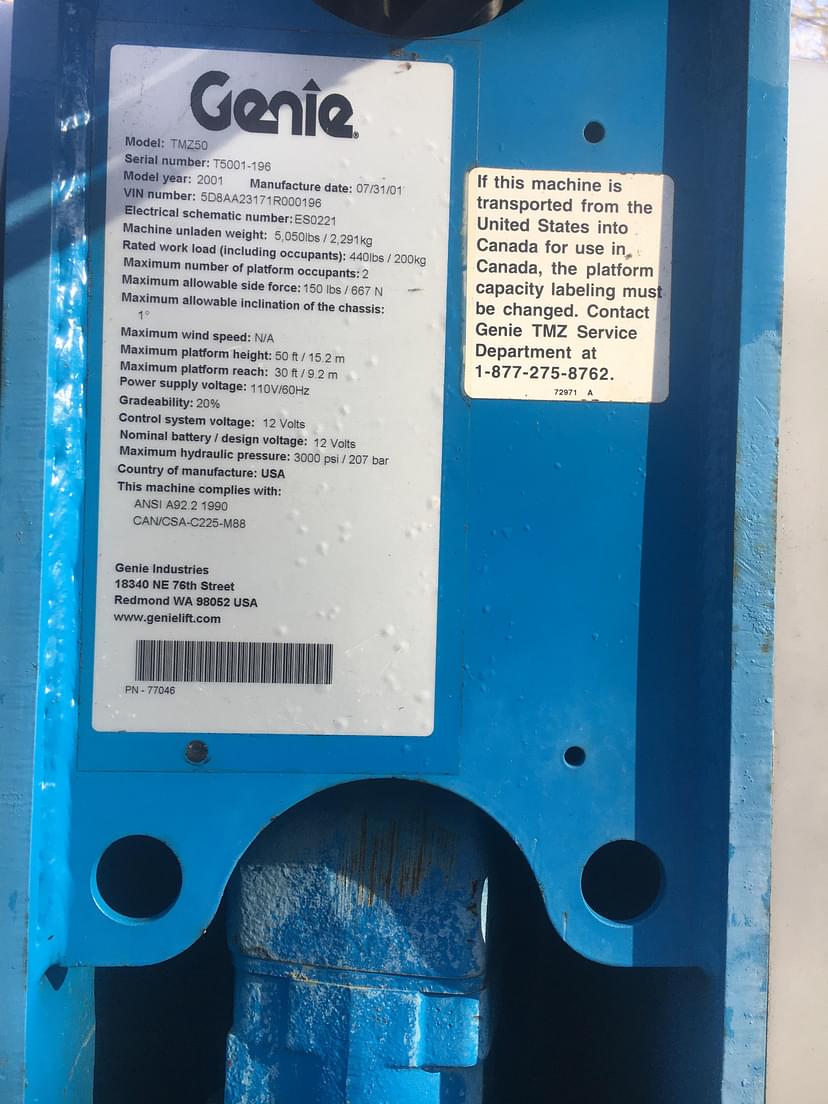 Genie
Model: TMZ50
Serial number: T5001-196
Model year: 2001 Manufacture date: 07/31/01
VIN number: 5D8AA23171R000196
Electrical schematic number: ES0221
Machine unladen weight: 5,050lbs / 2,291kg
Rated work load (including occupants): 440lbs / 200kg
Maximum number of platform occupants: 2
Maximum allowable side force: 150 lbs / 667 N
Maximum allowable inclination of the chassis:
1°
Maximum wind speed: N/A
Maximum platform height: 50 ft / 15.2 m
Maximum platform reach: 30 ft / 9.2 m
Power supply voltage: 110V/60Hz
Gradeability: 20%
Control system voltage: 12 Volts
Nominal battery / design voltage: 12 Volts
Maximum hydraulic pressure: 3000 psi / 207 bar
Country of manufacture: USA
This machine complies with:
ANSI A92.2 1990
CAN/CSA-C225-M88
Genie Industries
18340 NE 76th Street
Redmond WA 98052 USA
www.genielift.com
PN - 77046
If this machine is
transported from the
United States into
Canada for use in
Canada, the platform
capacity labeling must
be changed. Contact
Genie TMZ Service
Department at
1-877-275-8762.
72971 A